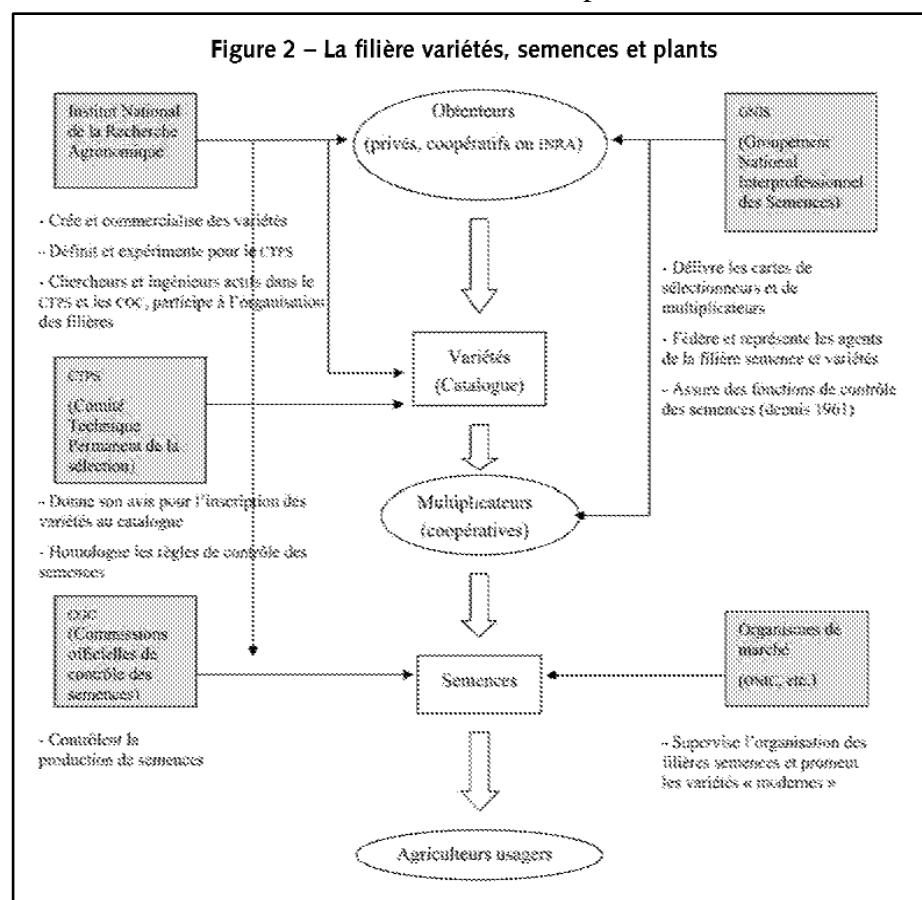 Figure 2 – La filière variétés, semences et plants
Institut National
de la Recherche
Agronomique
Obtenteurs
(privés, coopératifs ou INRA)
GNIS
(Groupement
National
Interprofessionnel
des Semences)
- Crée et commercialise des variétés
- Définit et expérimente pour le CTPS
- Chercheurs et ingénieurs actifs dans le
CTPS et les COC, participe à l'organisation
des filières
- Délivre les cartes de
sélectionneurs et de
multiplicateurs
- Fédère et représente les agents
de la filière semence et variétés
- Assure des fonctions de contrôle
des semences (depuis 1961)
Variétés
(Catalogue)
CTPS
(Comité
Technique
Permanent de la
sélection)
- Donne son avis pour l'inscription des
variétés au catalogue
- Homologue les règles de contrôle des
semences
Multiplicateurs
(coopératives)
COC
(Commissions
officielles de
contrôle des
semences)
Semences
Organismes de
marché
(ONIC, etc.)
- Contrôlent la
production de semences
- Supervise l'organisation des
filières semences et promeut
les variétés « modernes »
Agriculteurs usagers